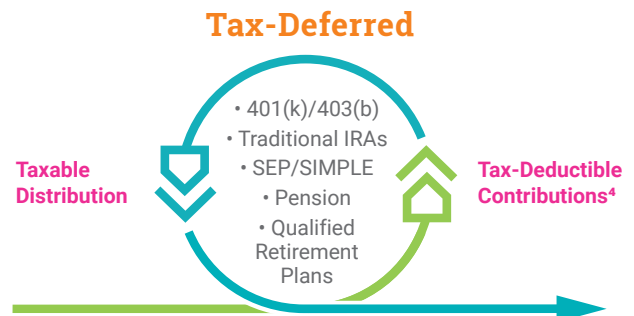 Tax-Deferred
• 401(k)/403(b)
• Traditional IRAs
• SEP/SIMPLE
• Pension
• Qualified
Retirement
Plans
Taxable
Distribution
Tax-Deductible
Contributions⁴